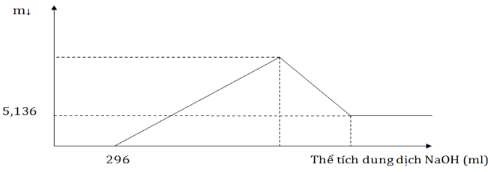 m↓
5,136
296 Thể tích dung dịch NaOH (ml)